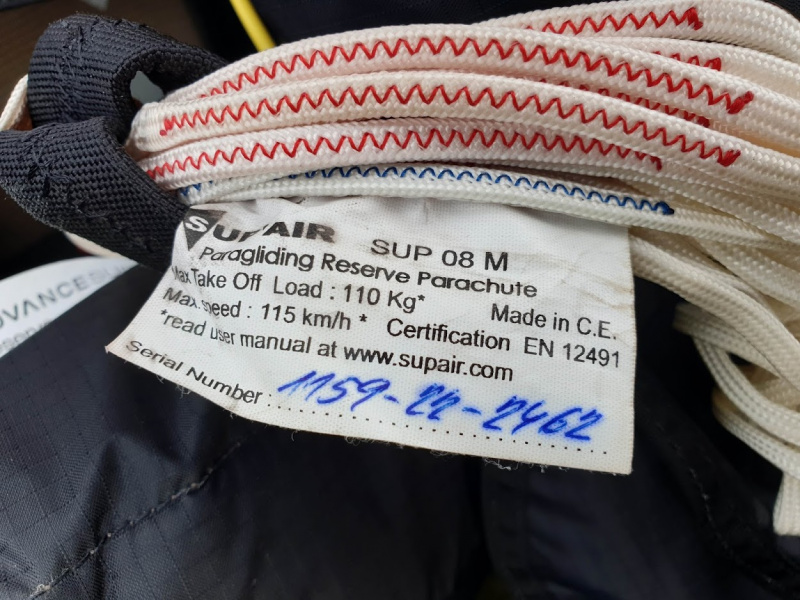 SUPAIR SUP 08 M
Paragliding Reserve Parachute
Max Take Off Load : 110 Kg* Made in C.E.
Max. speed : 115 km/h * Certification EN 12491
*read user manual at www.supair.com
Serial Number : 1159-22-2462